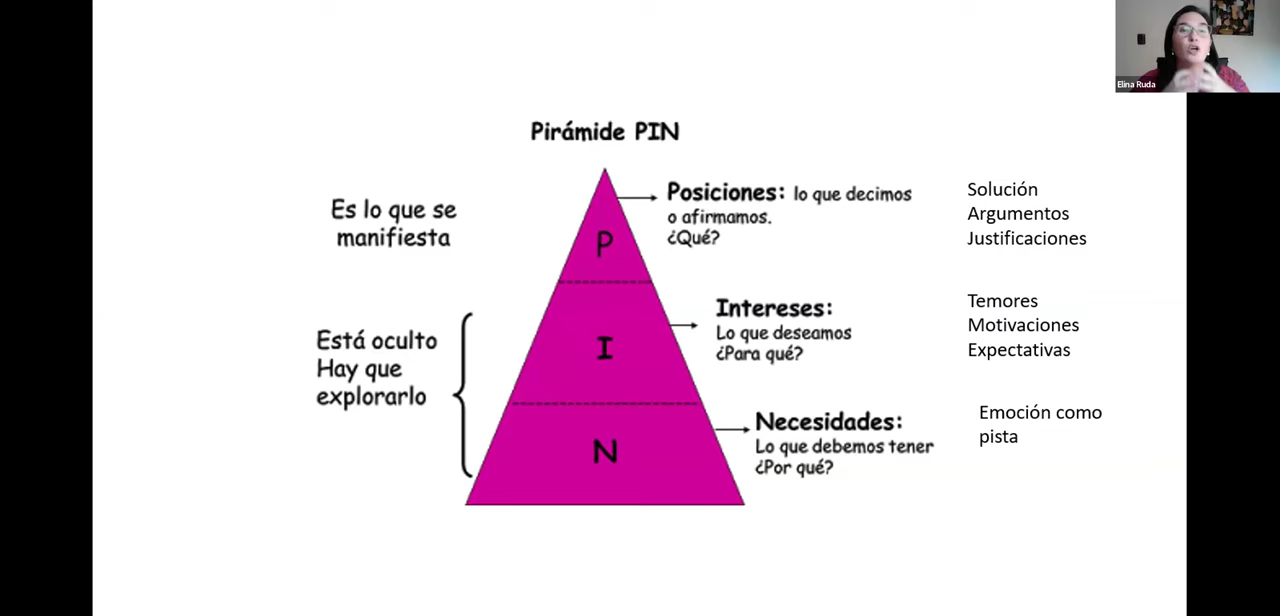 Elina Ruda
Pirámide PIN
Es lo que se
manifiesta
P
Posiciones: lo que decimos
o afirmamos.
¿Qué?
Solución
Argumentos
Justificaciones
Está oculto
Hay que
explorarlo
I
Intereses:
Lo que deseamos
¿Para qué?
Temores
Motivaciones
Expectativas
N
Necesidades:
Lo que debemos tener
¿Por qué?
Emoción como
pista